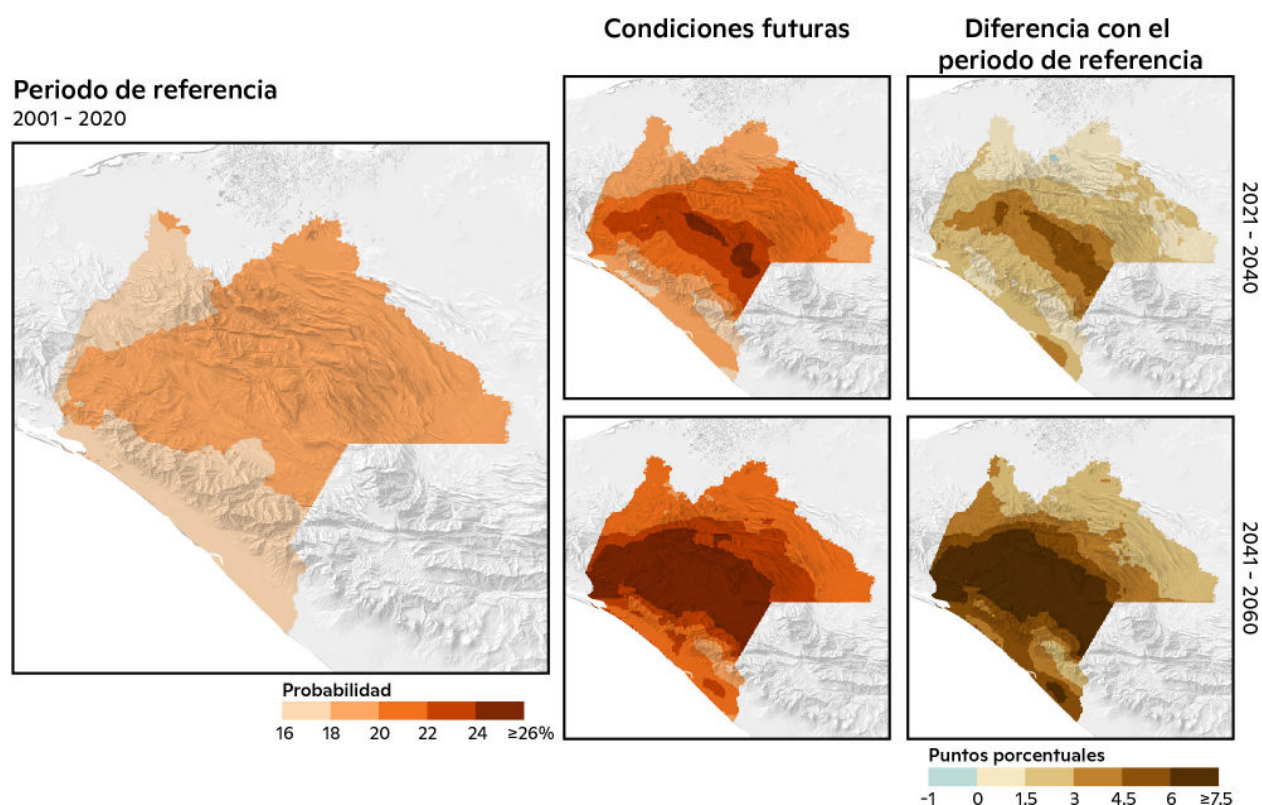 Periodo de referencia
2001 - 2020
Probabilidad
16 18 20 22 24 ≥26%
Condiciones futuras
Diferencia con el
periodo de referencia
2021 - 2040
2041 - 2060
Puntos porcentuales
-1 0 1.5 3 4.5 6 ≥7.5